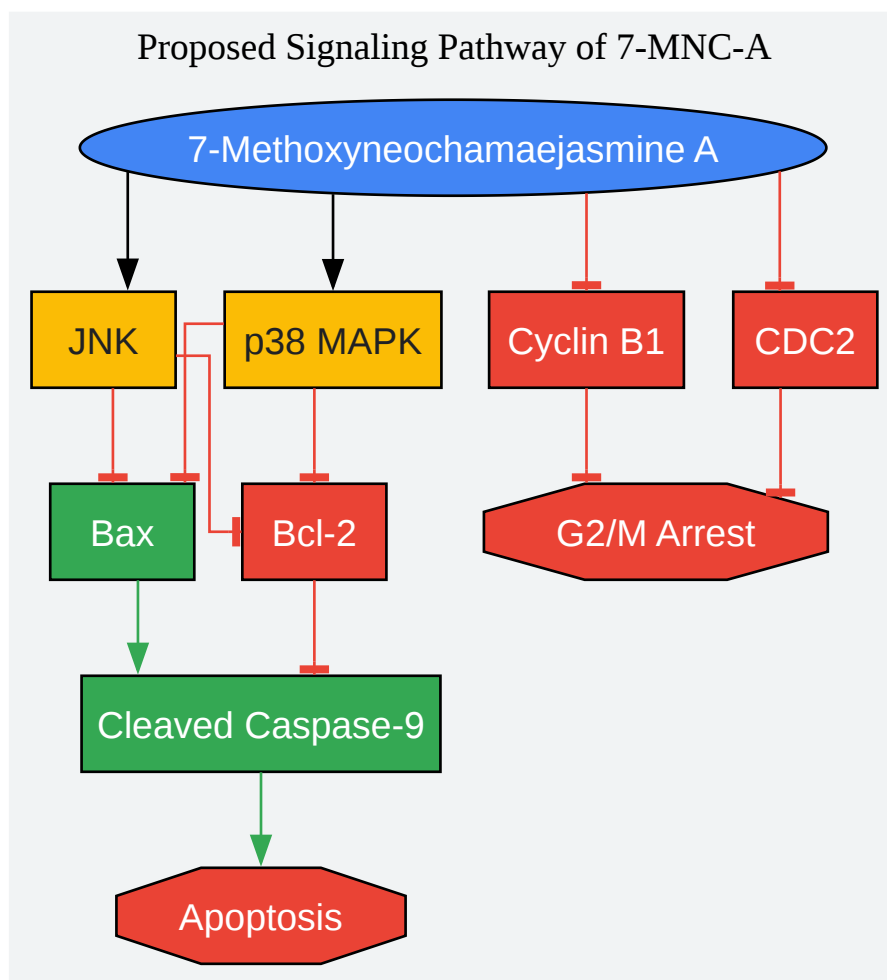 Proposed Signaling Pathway of 7-MNC-A
7-Methoxyneochamaejasmine A
JNK
p38 MAPK
Cyclin B1
CDC2
Bax
Bcl-2
G2/M Arrest
Cleaved Caspase-9
Apoptosis